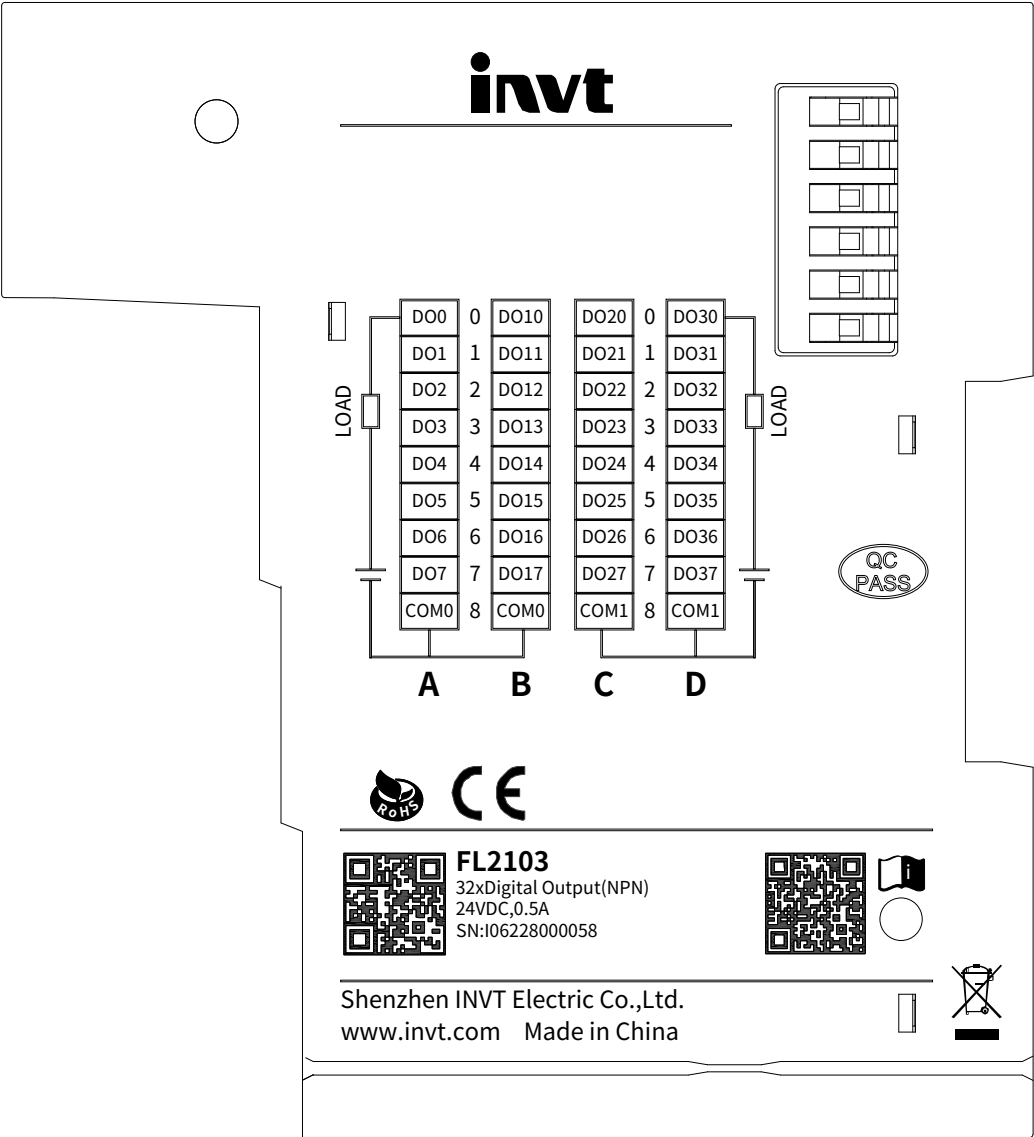 invt
DO0 0 DO10 DO20 0 DO30
DO1 1 DO11 DO21 1 DO31
DO2 2 DO12 DO22 2 DO32
DO3 3 DO13 DO23 3 DO33
DO4 4 DO14 DO24 4 DO34
DO5 5 DO15 DO25 5 DO35
DO6 6 DO16 DO26 6 DO36
DO7 7 DO17 DO27 7 DO37
COM0 8 COM0 COM1 8 COM1
LOAD
LOAD
A B C D
QC
PASS
RoHS
CE
FL2103
32xDigital Output(NPN)
24VDC,0.5A
SN:I06228000058
Shenzhen INVT Electric Co.,Ltd.
www.invt.com Made in China